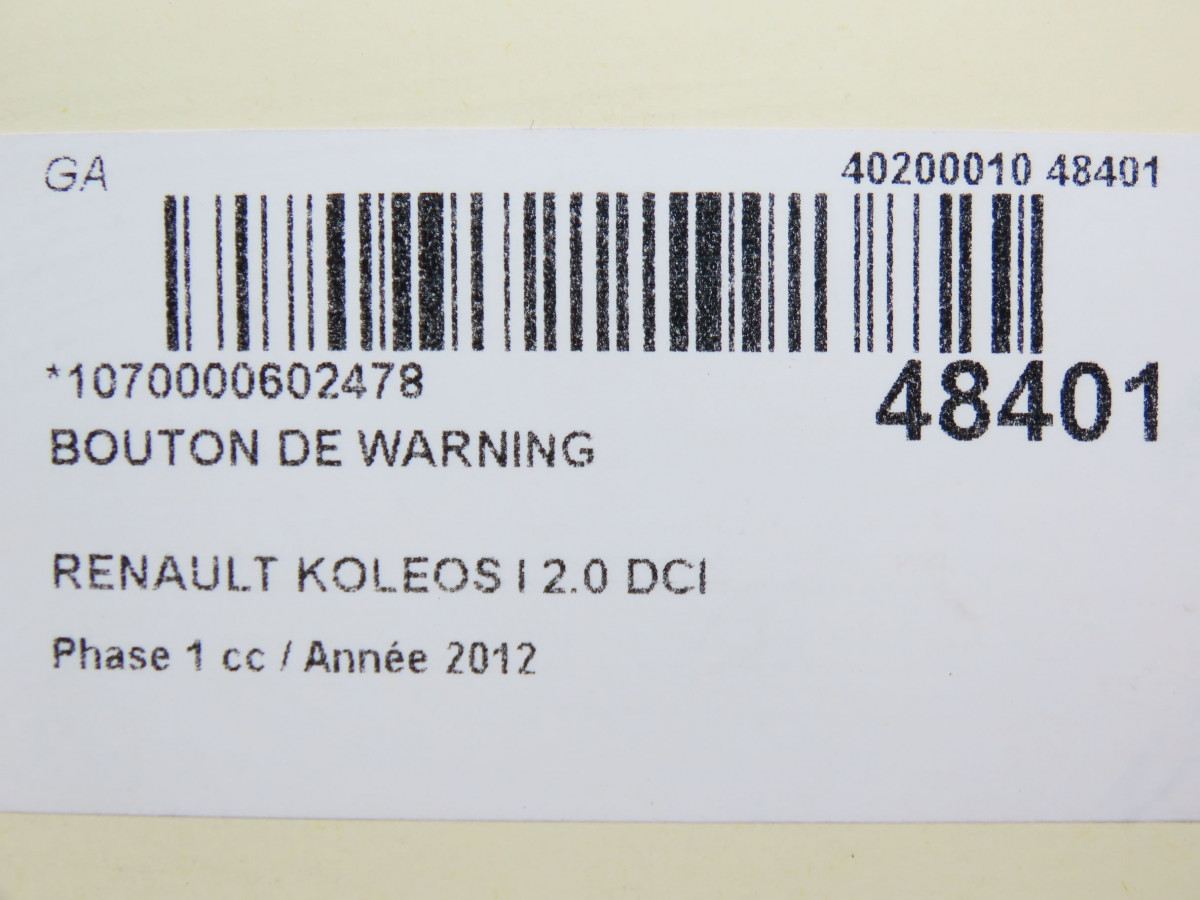 GA
40200010 48401
*1070000602478
48401
BOUTON DE WARNING
RENAULT KOLEOS I 2.0 DCI
Phase 1 cc / Année 2012